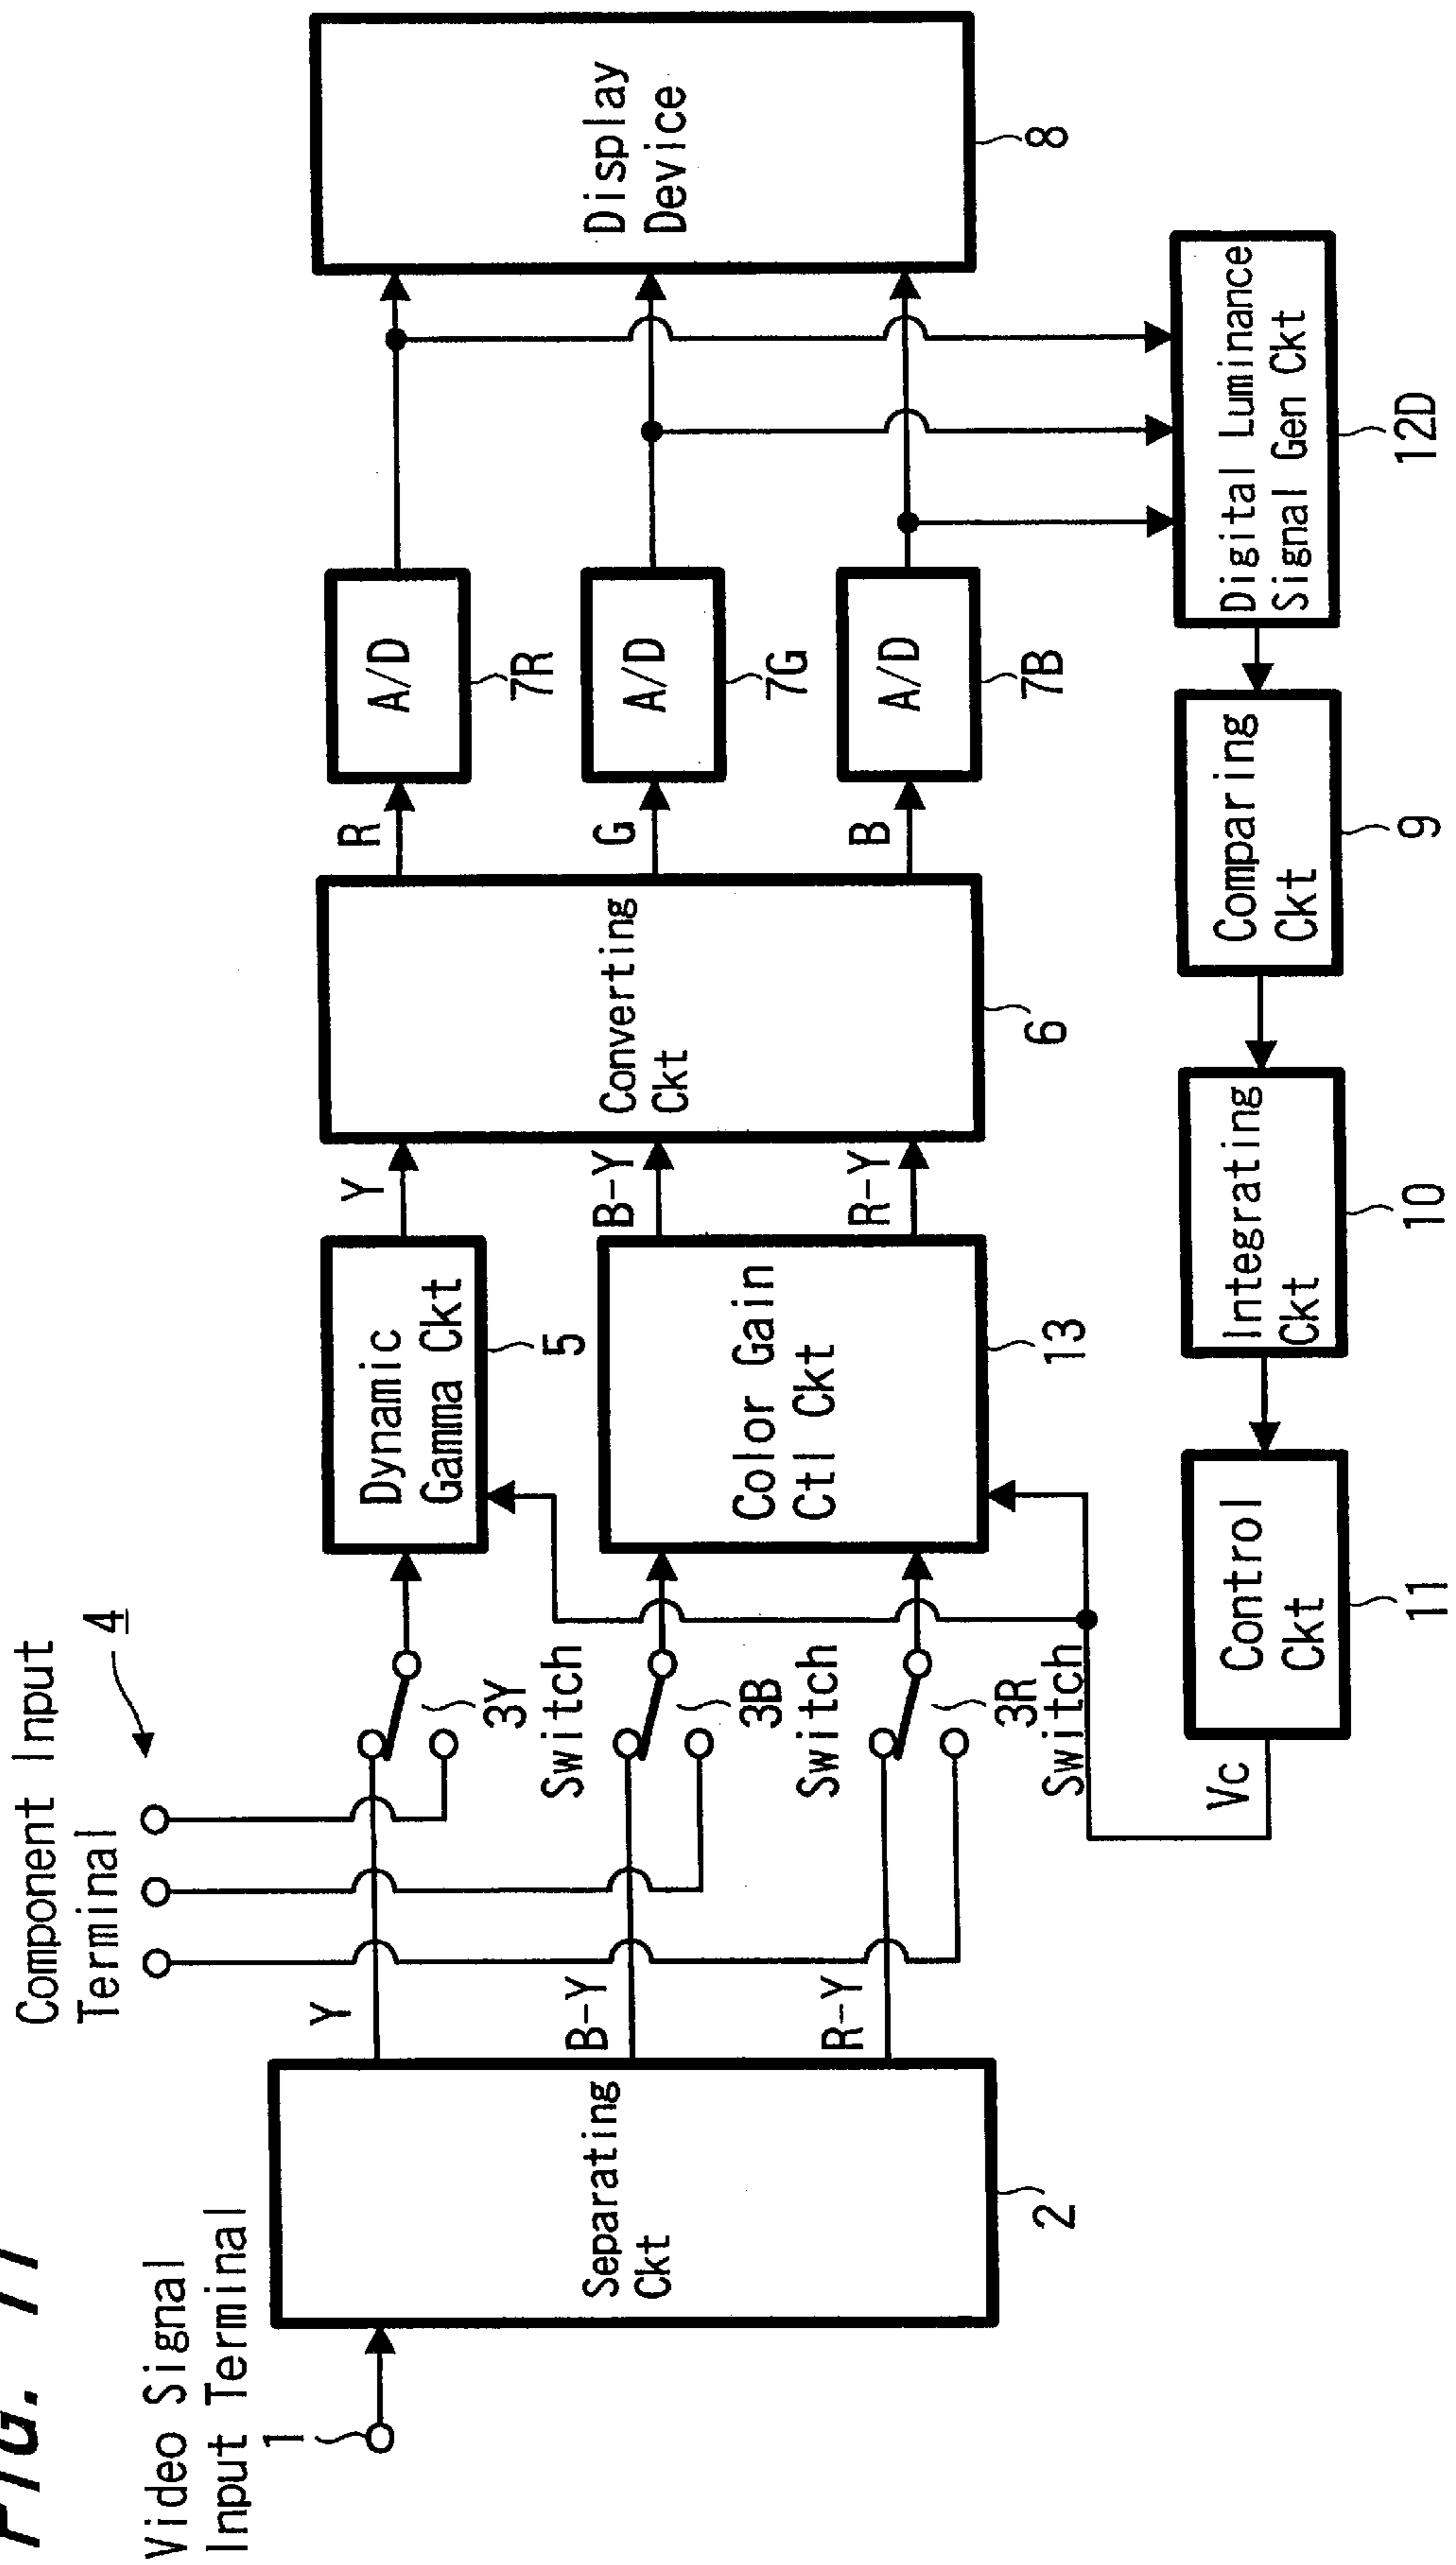 FIG. 11
Video Signal
Input Terminal
1
Component Input
Terminal
4
Separating
Ckt
2
Y
B-Y
R-Y
3Y
Switch
3B
Switch
3R
Switch
Dynamic
Gamma Ckt
5
Color Gain
Ctl Ckt
13
Y
B-Y
R-Y
Converting
Ckt
6
R
G
B
A/D
7R
A/D
7G
A/D
7B
Display
Device
8
Digital Luminance
Signal Gen Ckt
12D
Comparing
Ckt
9
Integrating
Ckt
10
Control
Ckt
11
Vc